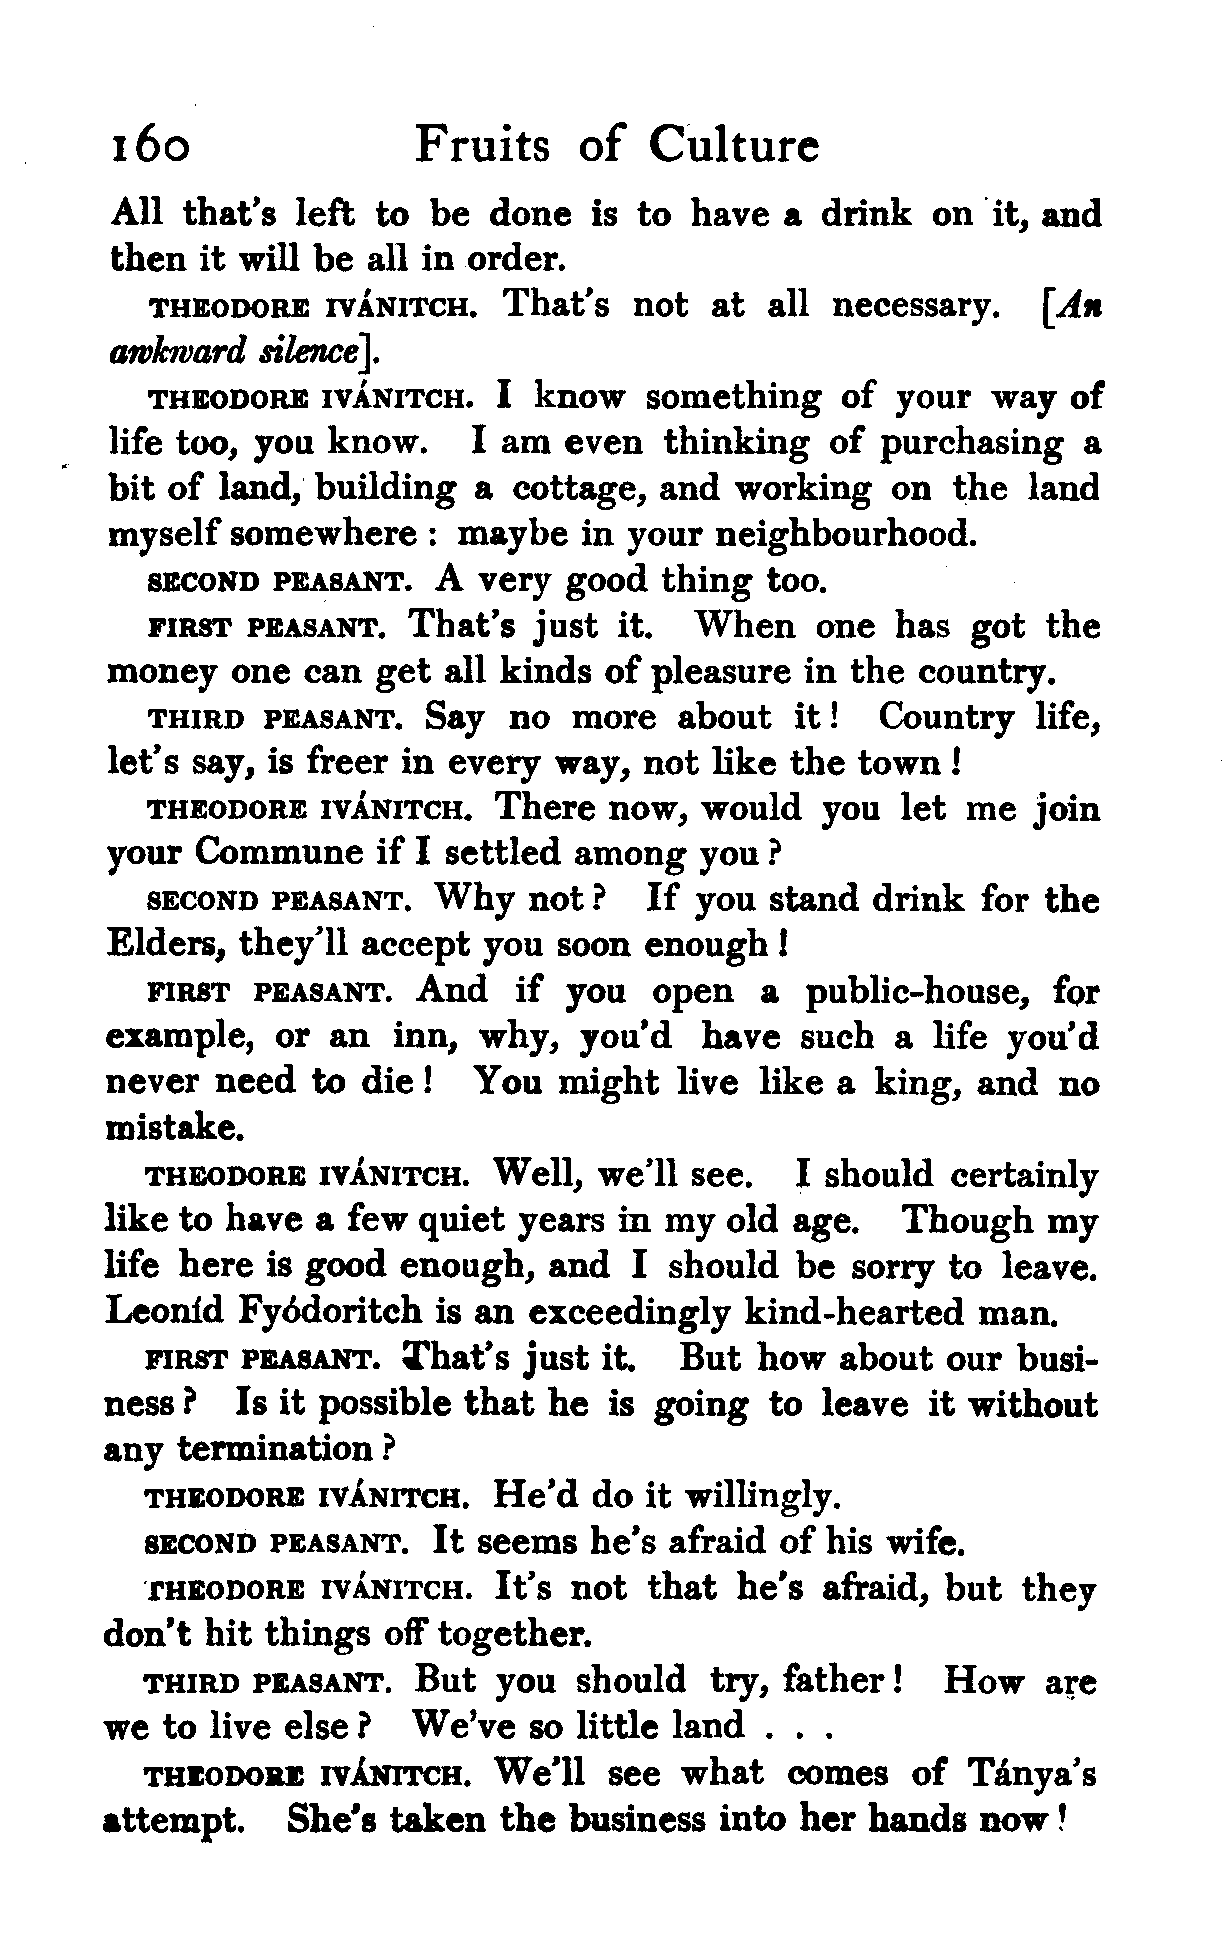 160 Fruits of Culture
All that's left to be done is to have a drink on it, and
then it will be all in order.
THEODORE IVÁNITCH. That's not at all necessary. [An
awkward silence].
THEODORE IVÁNITCH. I know something of your way of
life too, you know. I am even thinking of purchasing a
bit of land, building a cottage, and working on the land
myself somewhere : maybe in your neighbourhood.
SECOND PEASANT. A very good thing too.
FIRST PEASANT. That's just it. When one has got the
money one can get all kinds of pleasure in the country.
THIRD PEASANT. Say no more about it ! Country life,
let's say, is freer in every way, not like the town !
THEODORE IVÁNITCH. There now, would you let me join
your Commune if I settled among you ?
SECOND PEASANT. Why not ? If you stand drink for the
Elders, they'll accept you soon enough !
FIRST PEASANT. And if you open a public-house, for
example, or an inn, why, you'd have such a life you'd
never need to die ! You might live like a king, and no
mistake.
THEODORE IVÁNITCH. Well, we'll see. I should certainly
like to have a few quiet years in my old age. Though my
life here is good enough, and I should be sorry to leave.
Leoníd Fyódoritch is an exceedingly kind-hearted man.
FIRST PEASANT. That's just it. But how about our busi-
ness ? Is it possible that he is going to leave it without
any termination ?
THEODORE IVÁNITCH. He'd do it willingly.
SECOND PEASANT. It seems he's afraid of his wife.
THEODORE IVÁNITCH. It's not that he's afraid, but they
don't hit things off together.
THIRD PEASANT. But you should try, father ! How are
we to live else ? We've so little land . . .
THEODORE IVÁNITCH. We'll see what comes of Tánya's
attempt. She's taken the business into her hands now !